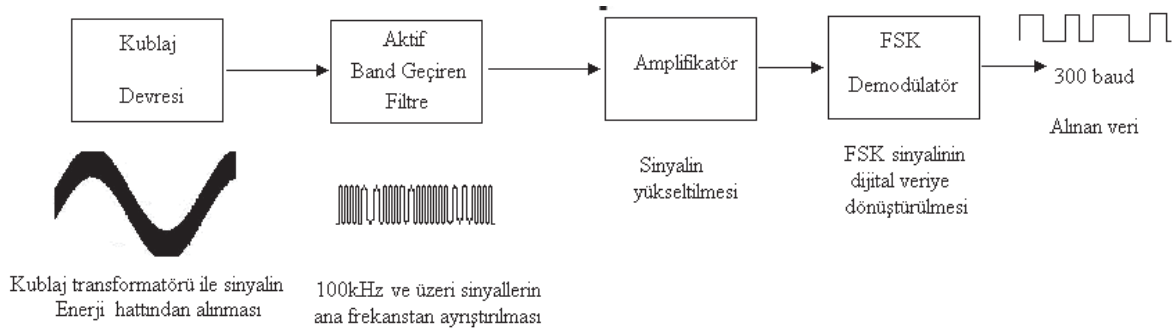 Kublaj
Devresi
Aktif
Band Geçiren
Filtre
Amplifikatör
FSK
Demodülatör
300 baud
Alınan veri
Kublaj transformatörü ile sinyalin
Enerji hattından alınması
100kHz ve üzeri sinyallerin
ana frekanstan ayrıştırılması
Sinyalin
yükseltilmesi
FSK sinyalinin
dijital veriye
dönüştürülmesi